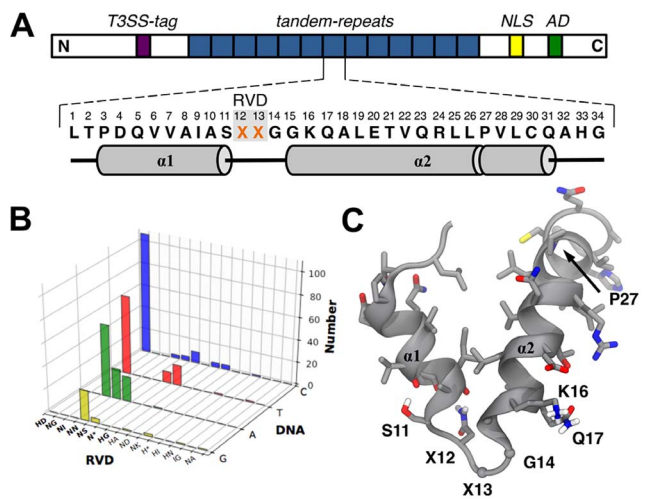 A
T3SS-tag tandem-repeats NLS AD
N C
RVD
1 2 3 4 5 6 7 8 9 10 11 12 13 14 15 16 17 18 19 20 21 22 23 24 25 26 27 28 29 30 31 32 33 34
L T P D Q V V A I A S X X G G K Q A L E T V Q R L L P V L C Q A H G
α1 α2
B
100
80
60
40
20
0
Number
C
T
A
G
DNA
HD
NG
NI
NN
NS
N*
HG
HA
ND
NK
H*
HI
HN
IG
NA
RVD
C
P27
α1
α2
K16
S11
Q17
X12
G14
X13